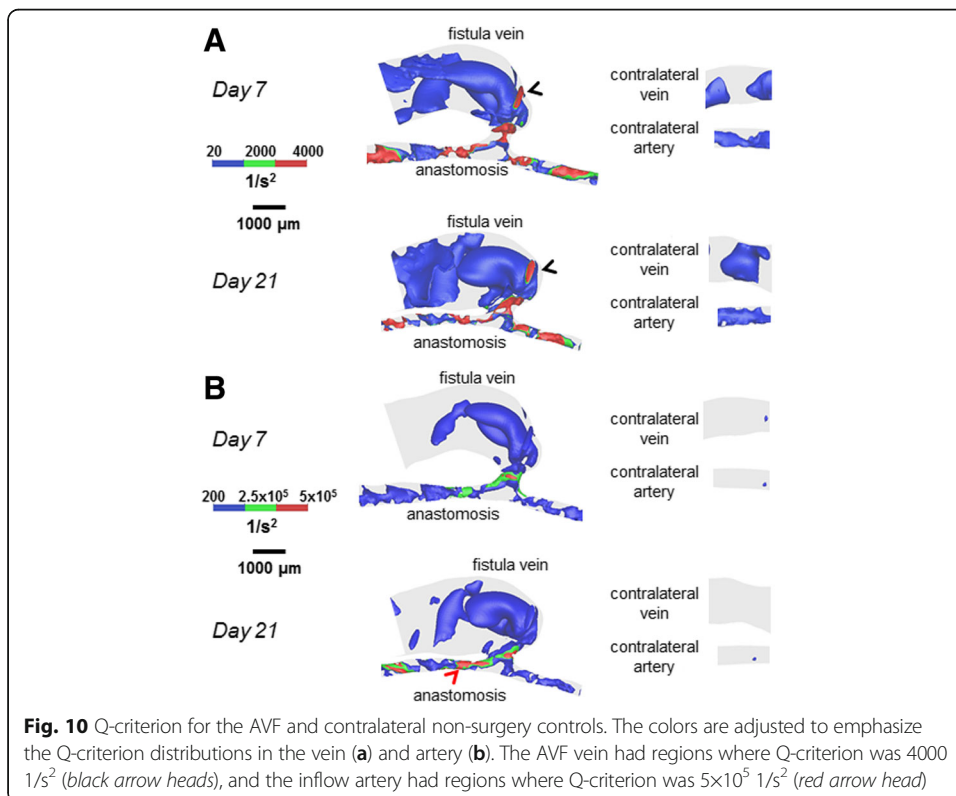 A
fistula vein
Day 7
contralateral
vein
20 2000 4000
1/s²
contralateral
artery
1000 µm
anastomosis
fistula vein
Day 21
contralateral
vein
contralateral
artery
anastomosis
B
fistula vein
Day 7
contralateral
vein
200 2.5x10⁵ 5x10⁵
1/s²
contralateral
artery
1000 µm
anastomosis
fistula vein
Day 21
contralateral
vein
contralateral
artery
anastomosis
Fig. 10 Q-criterion for the AVF and contralateral non-surgery controls. The colors are adjusted to emphasize
the Q-criterion distributions in the vein (a) and artery (b). The AVF vein had regions where Q-criterion was 4000
1/s² (black arrow heads), and the inflow artery had regions where Q-criterion was 5×10⁵ 1/s² (red arrow head)